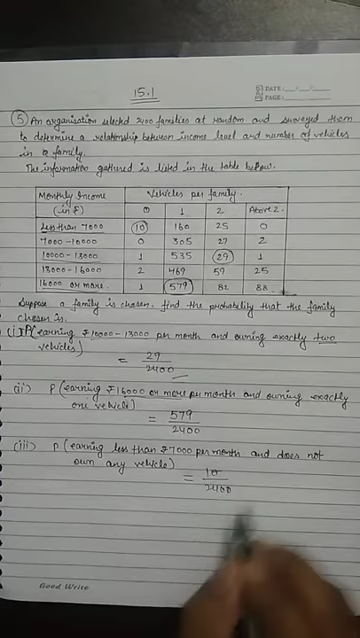 15.1
DATE: __/__/__
PAGE:
⑤ An organisation selected 2400 families at random and surveyed them
to determine a relationship between income level and number of vehicles
in a family.
The information gathered is listed in the table below.
Monthly Income (in ₹) Vehicles per family
0 1 2 Above 2
Less than 7000 10 160 25 0
7000-10000 0 305 27 2
10000-13000 1 535 29 1
13000-16000 2 469 59 25
16000 or more 1 579 82 88
Suppose a family is chosen. find the probability that the family
chosen is.
(i) P(earning ₹10000-13000 per month and owning exactly two
vehicles)
= 29/2400
(ii) P(earning ₹16000 or more per month and owning exactly
one vehicle)
= 579/2400
(iii) P(earning less than ₹7000 per month and does not
own any vehicle) = 10/2400
Good Write